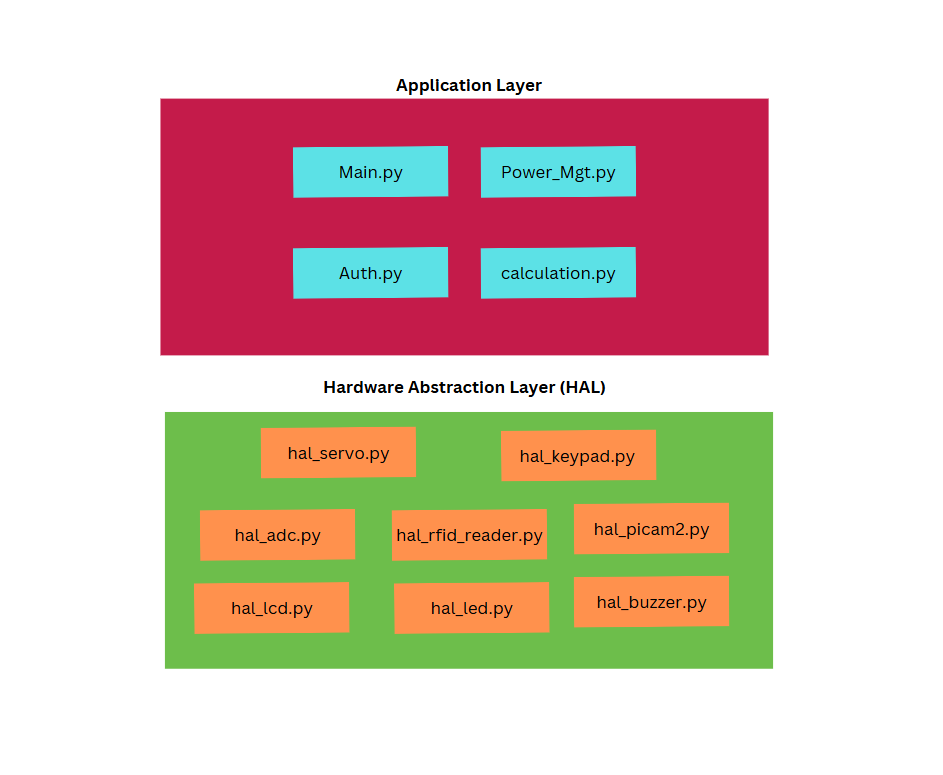 Application Layer
Main.py
Power_Mgt.py
Auth.py
calculation.py
Hardware Abstraction Layer (HAL)
hal_servo.py
hal_keypad.py
hal_adc.py
hal_rfid_reader.py
hal_picam2.py
hal_lcd.py
hal_led.py
hal_buzzer.py